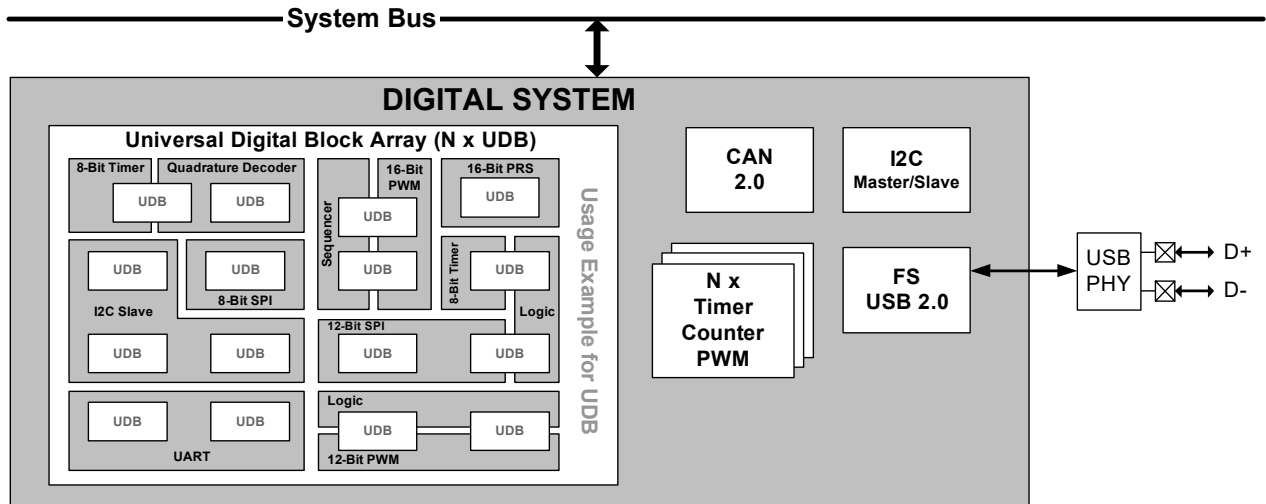 System Bus
DIGITAL SYSTEM
Universal Digital Block Array (N x UDB)
8-Bit Timer
Quadrature Decoder
UDB
UDB
UDB
I2C Slave
UDB
UDB
UDB
8-Bit SPI
UDB
UDB
UART
Sequencer
16-Bit
PWM
UDB
UDB
16-Bit PRS
UDB
8-Bit Timer
UDB
Logic
12-Bit SPI
UDB
UDB
Logic
UDB
UDB
12-Bit PWM
Usage Example for UDB
CAN
2.0
I2C
Master/Slave
N x
Timer
Counter
PWM
FS
USB 2.0
USB
PHY
D+
D-